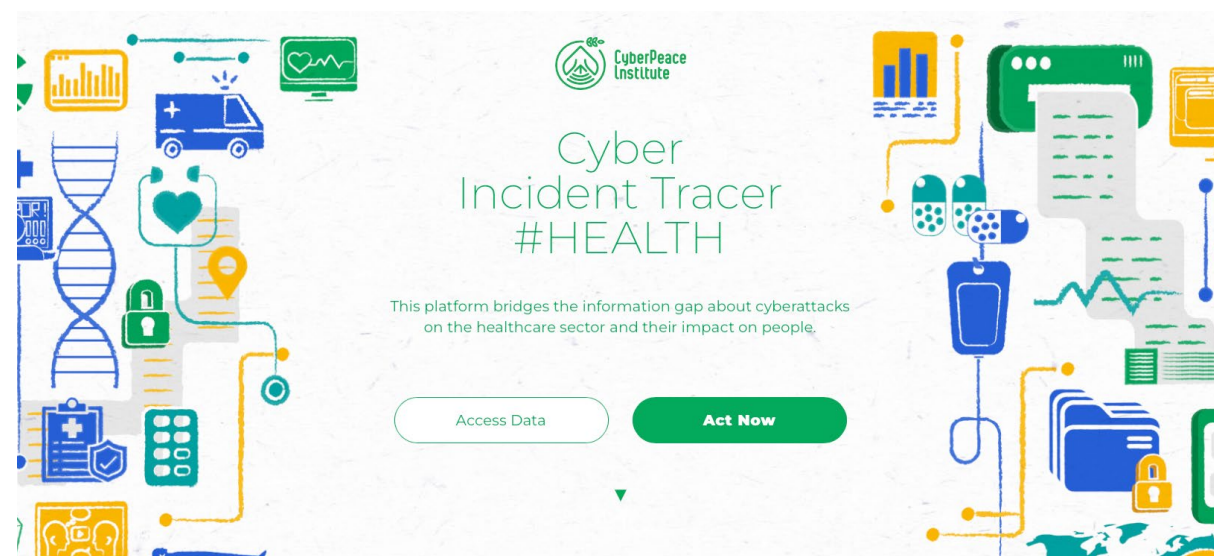 CyberPeace
Institute
Cyber
Incident Tracer
#HEALTH
This platform bridges the information gap about cyberattacks
on the healthcare sector and their impact on people.
Access Data
Act Now